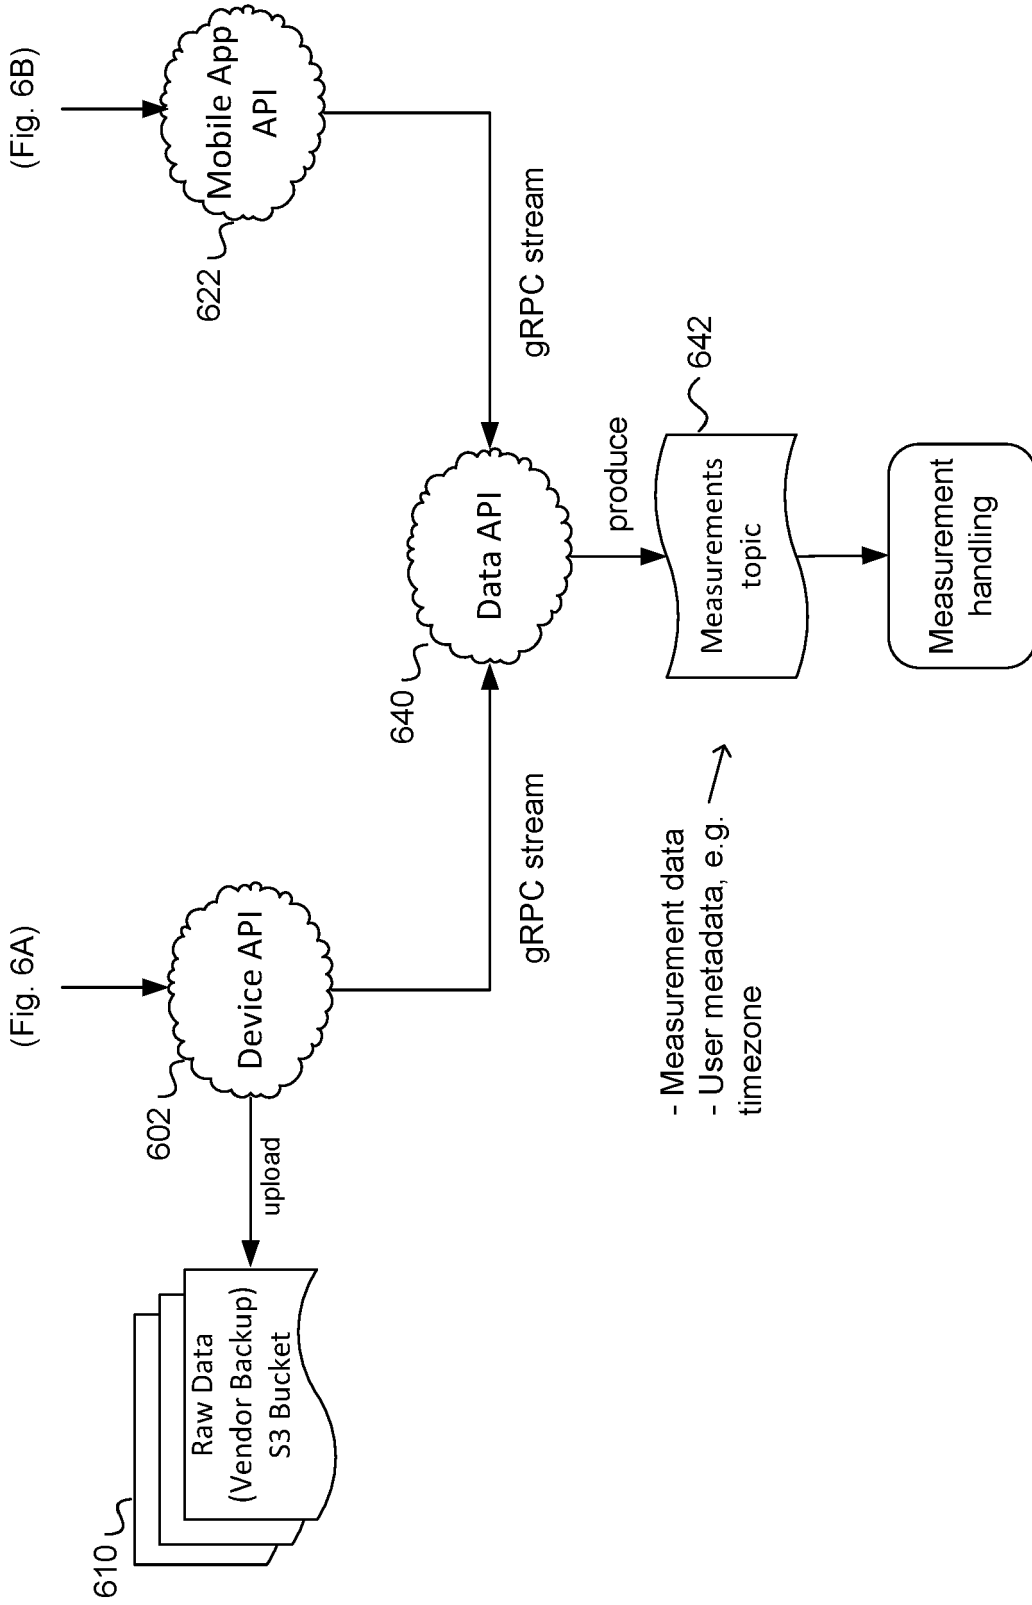 (Fig. 6A)
(Fig. 6B)
610
Raw Data
(Vendor Backup)
S3 Bucket
upload
602
Device API
622
Mobile App
API
gRPC stream
gRPC stream
640
Data API
produce
- Measurement data
- User metadata, e.g.
timezone
Measurements
topic
642
Measurement
handling